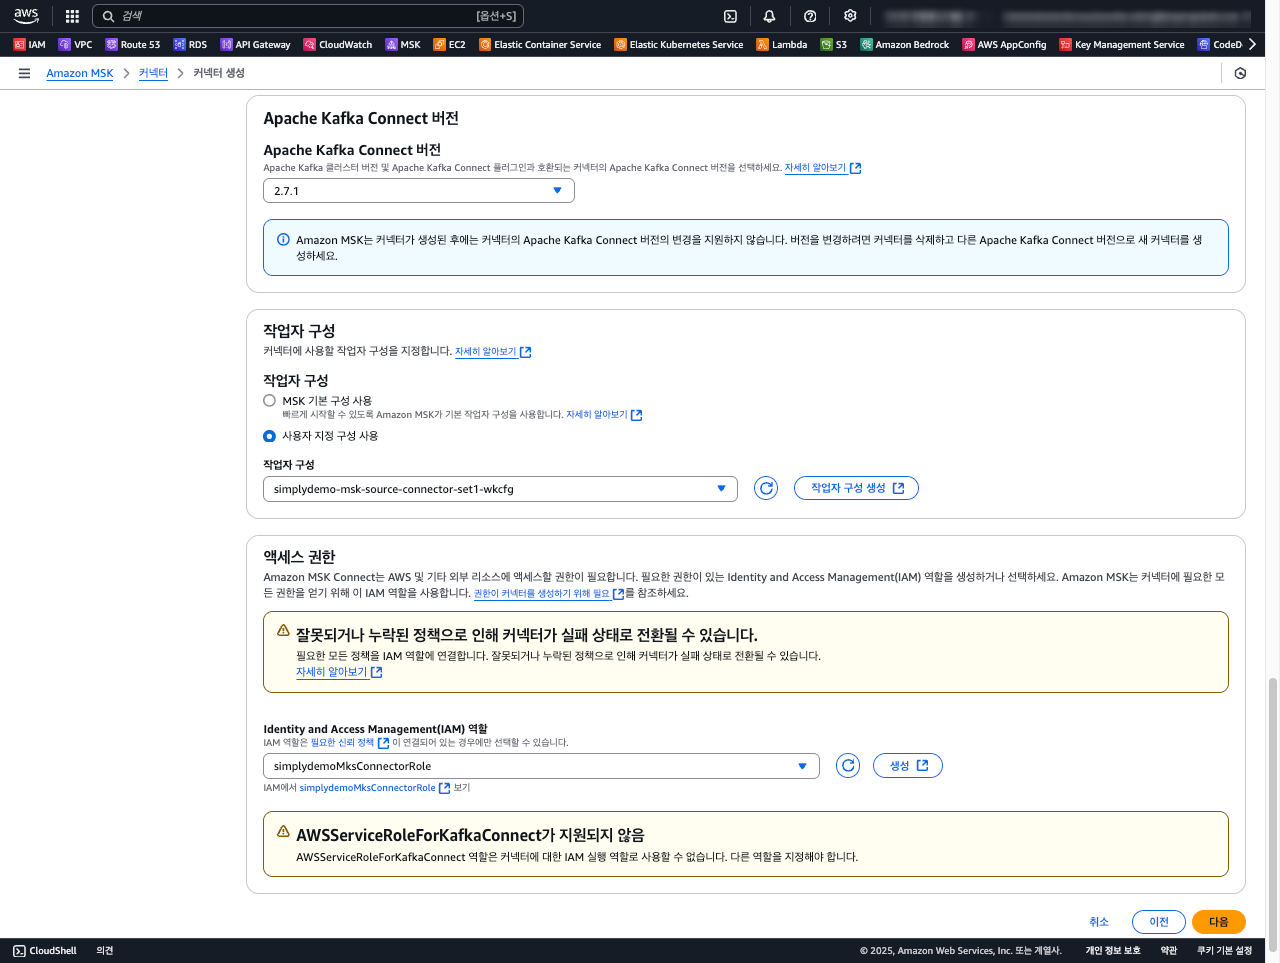 aws 검색 [옵션+S]
IAM VPC Route 53 RDS API Gateway CloudWatch MSK EC2 Elastic Container Service Elastic Kubernetes Service Lambda S3 Amazon Bedrock AWS AppConfig Key Management Service CodeD
Amazon MSK 커넥터 커넥터 생성
Apache Kafka Connect 버전
Apache Kafka Connect 버전
Apache Kafka 클러스터 버전 및 Apache Kafka Connect 플러그인과 호환되는 커넥터의 Apache Kafka Connect 버전을 선택하세요. 자세히 알아보기
2.7.1
Amazon MSK는 커넥터가 생성된 후에는 커넥터의 Apache Kafka Connect 버전의 변경을 지원하지 않습니다. 버전을 변경하려면 커넥터를 삭제하고 다른 Apache Kafka Connect 버전으로 새 커넥터를 생
성하세요.
작업자 구성
커넥터에 사용할 작업자 구성을 지정합니다. 자세히 알아보기
작업자 구성
MSK 기본 구성 사용
빠르게 시작할 수 있도록 Amazon MSK가 기본 작업자 구성을 사용합니다. 자세히 알아보기
사용자 지정 구성 사용
작업자 구성
simplydemo-msk-source-connector-set1-wkcfg 작업자 구성 생성
액세스 권한
Amazon MSK Connect는 AWS 및 기타 외부 리소스에 액세스할 권한이 필요합니다. 필요한 권한이 있는 Identity and Access Management(IAM) 역할을 생성하거나 선택하세요. Amazon MSK는 커넥터에 필요한 모
든 권한을 얻기 위해 이 IAM 역할을 사용합니다. 권한이 커넥터를 생성하기 위해 필요를 참조하세요.
잘못되거나 누락된 정책으로 인해 커넥터가 실패 상태로 전환될 수 있습니다.
필요한 모든 정책을 IAM 역할에 연결합니다. 잘못되거나 누락된 정책으로 인해 커넥터가 실패 상태로 전환될 수 있습니다.
자세히 알아보기
Identity and Access Management(IAM) 역할
IAM 역할은 필요한 신뢰 정책 이 연결되어 있는 경우에만 선택할 수 있습니다.
simplydemoMksConnectorRole 생성
IAM에서 simplydemoMksConnectorRole 보기
AWSServiceRoleForKafkaConnect가 지원되지 않음
AWSServiceRoleForKafkaConnect 역할은 커넥터에 대한 IAM 실행 역할로 사용할 수 없습니다. 다른 역할을 지정해야 합니다.
취소 이전 다음
CloudShell 의견 © 2025, Amazon Web Services, Inc. 또는 계열사. 개인 정보 보호 약관 쿠키 기본 설정